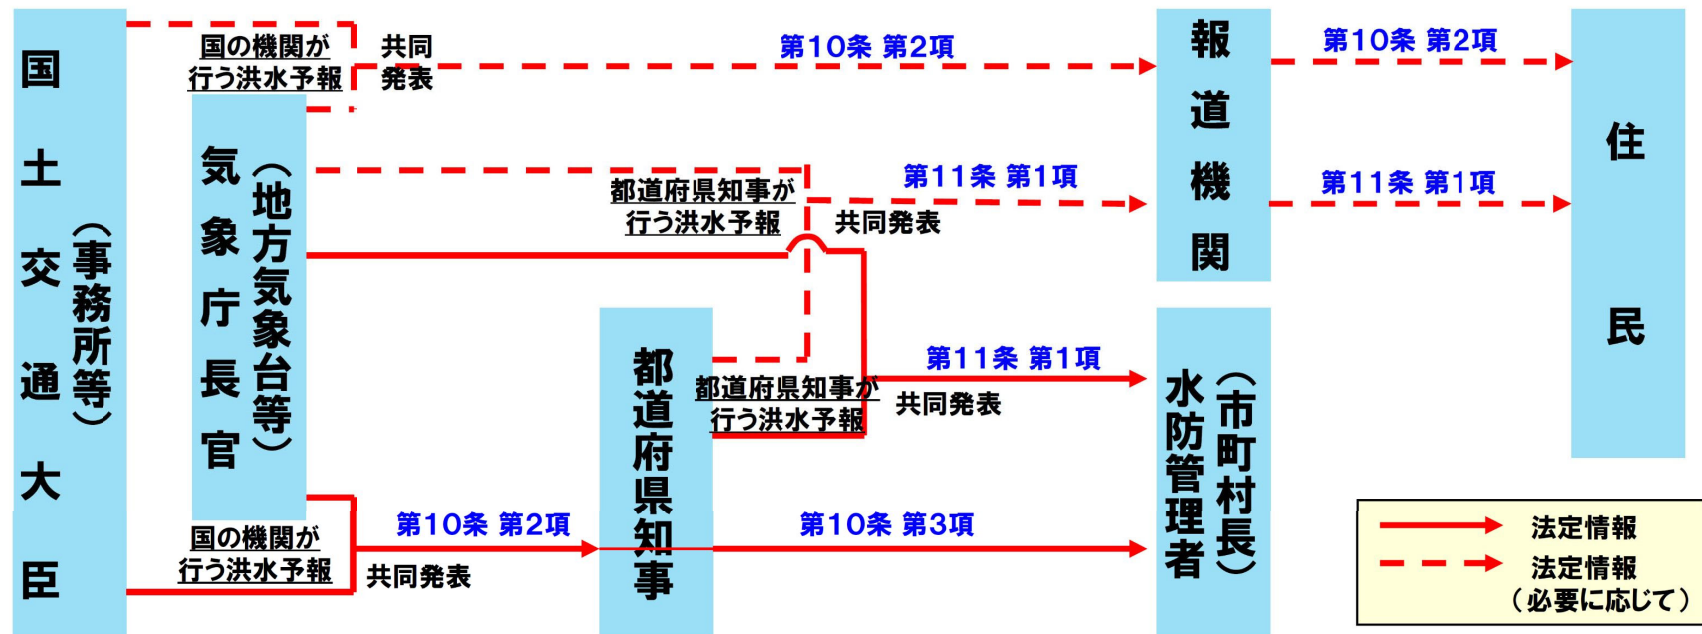 国土交通大臣
（事務所等）
国の機関が
行う洪水予報
共同
発表
気象庁長官
（地方気象台等）
第10条 第2項
報道機関
第10条 第2項
住民
都道府県知事が
行う洪水予報
第11条 第1項
共同発表
第11条 第1項
都道府県知事
都道府県知事が
行う洪水予報
第11条 第1項
共同発表
水防管理者
（市町村長）
国の機関が
行う洪水予報
第10条 第2項
共同発表
第10条 第3項
法定情報
法定情報
（必要に応じて）